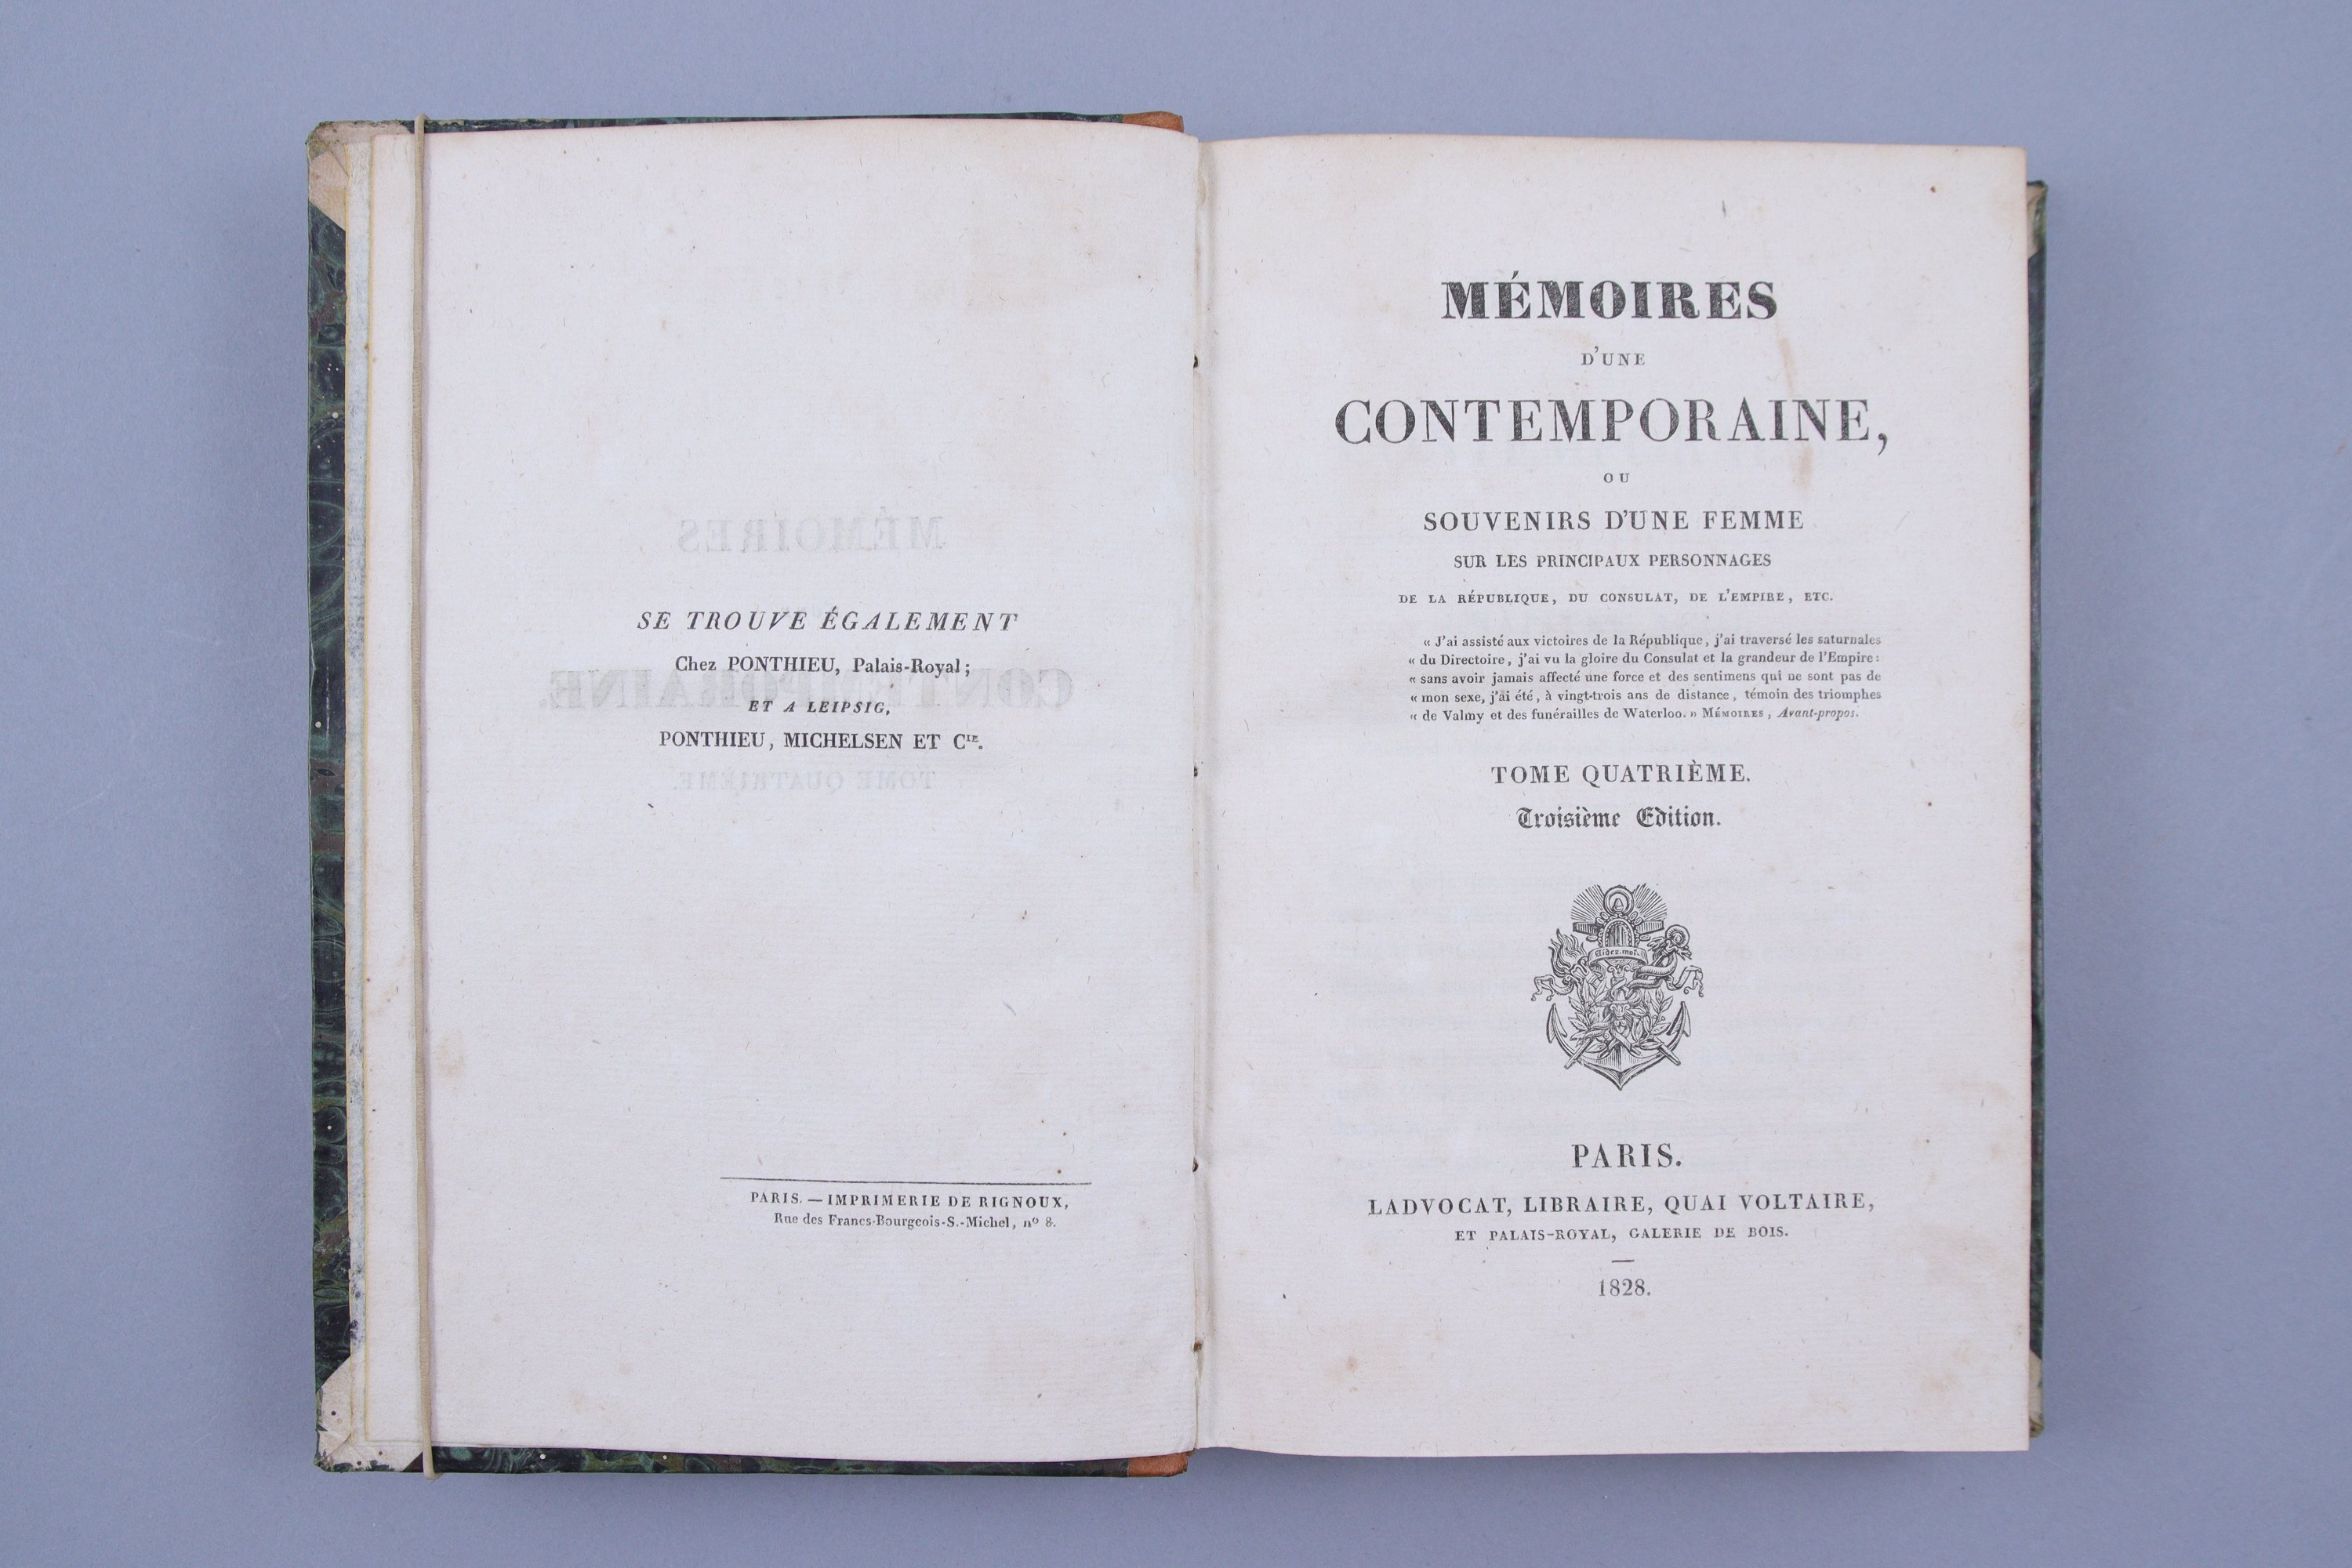 SE TROUVE ÉGALEMENT
Chez PONTHIEU, Palais-Royal;
ET A LEIPSIG,
PONTHIEU, MICHELSEN ET Cᴵᴱ.
PARIS. — IMPRIMERIE DE RIGNOUX,
Rue des Francs-Bourgeois-S.-Michel, nº 8.
MÉMOIRES
D'UNE
CONTEMPORAINE,
OU
SOUVENIRS D'UNE FEMME
SUR LES PRINCIPAUX PERSONNAGES
DE LA RÉPUBLIQUE, DU CONSULAT, DE L'EMPIRE, ETC.
« J'ai assisté aux victoires de la République, j'ai traversé les saturnales
« du Directoire, j'ai vu la gloire du Consulat et la grandeur de l'Empire:
« sans avoir jamais affecté une force et des sentimens qui ne sont pas de
« mon sexe, j'ai été, à vingt-trois ans de distance, témoin des triomphes
« de Valmy et des funérailles de Waterloo. » MÉMOIRES, Avant-propos.
TOME QUATRIÈME.
Troisième Edition.
Aidez-moi.
PARIS.
LADVOCAT, LIBRAIRE, QUAI VOLTAIRE,
ET PALAIS-ROYAL, GALERIE DE BOIS.
1828.